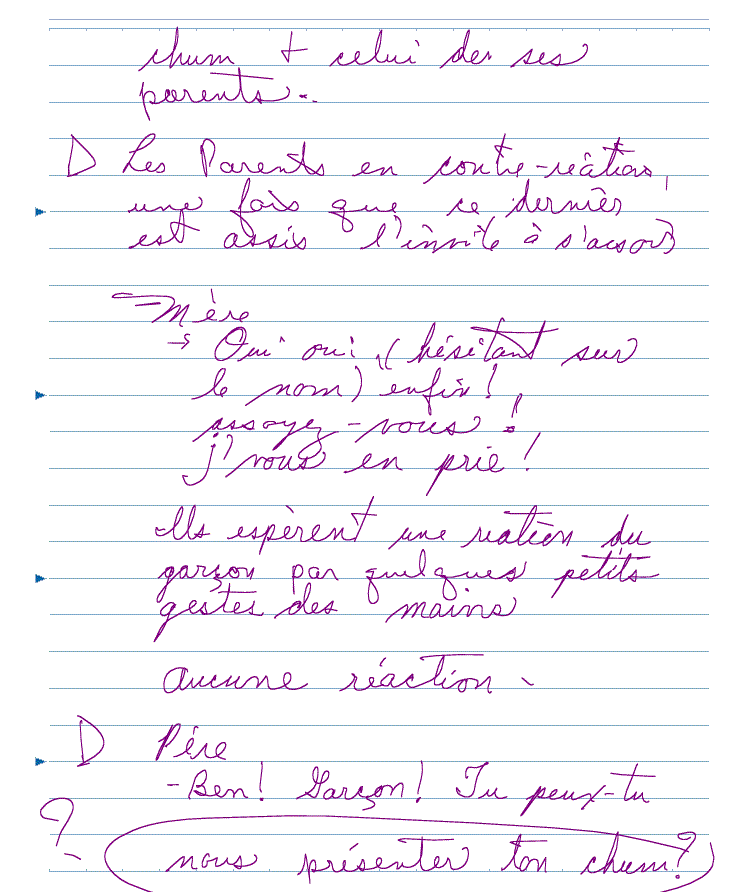 chum + celui de ses
parents..
D Les Parents en contre-réaction,
une fois que ce dernier
est assis l'invite à s'assoir
Mère
→ Oui oui, (hésitant sur
le nom) enfin!
assoyez-vous!
j'vous en prie!
Ils espèrent une réation du
garçon par quelques petits
gestes des mains
aucune réaction.
D Père
- Ben! Garçon! Tu peux-tu
? nous présenter ton chum?